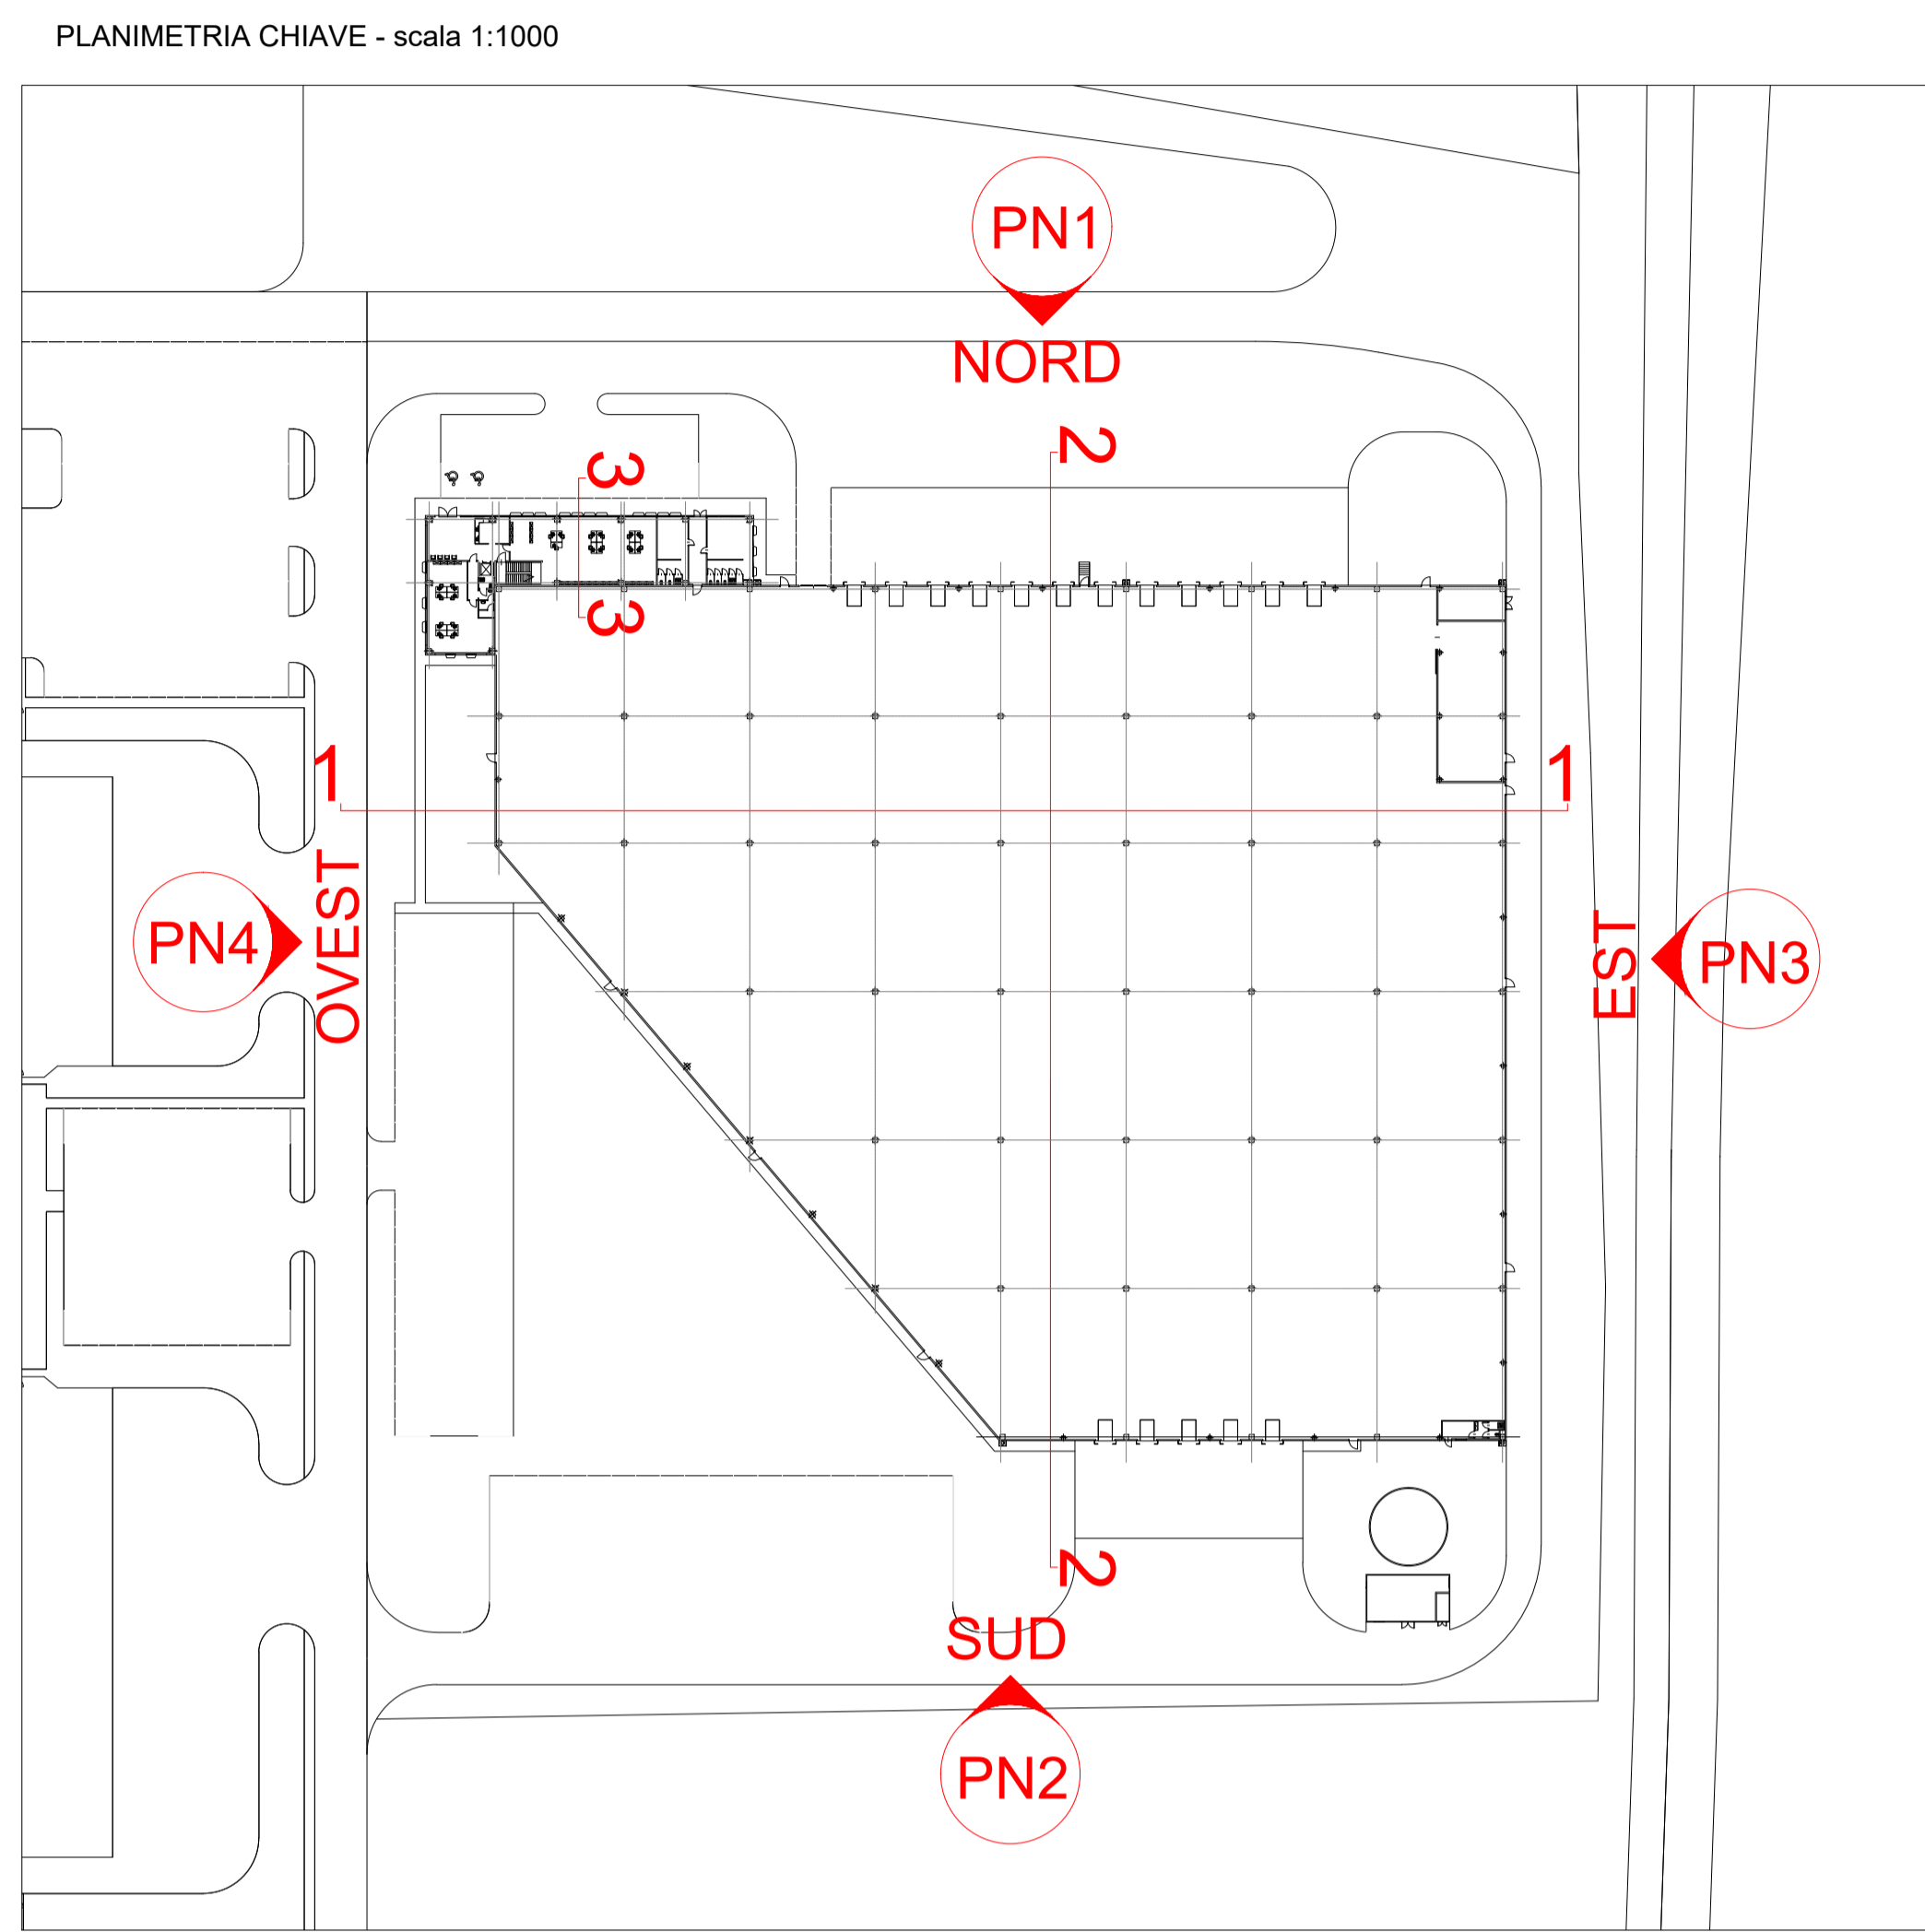 PLANIMETRIA CHIAVE - scala 1:1000
PN1
NORD
2
3
3
1
1
OVEST
PN4
EST
PN3
2
SUD
PN2